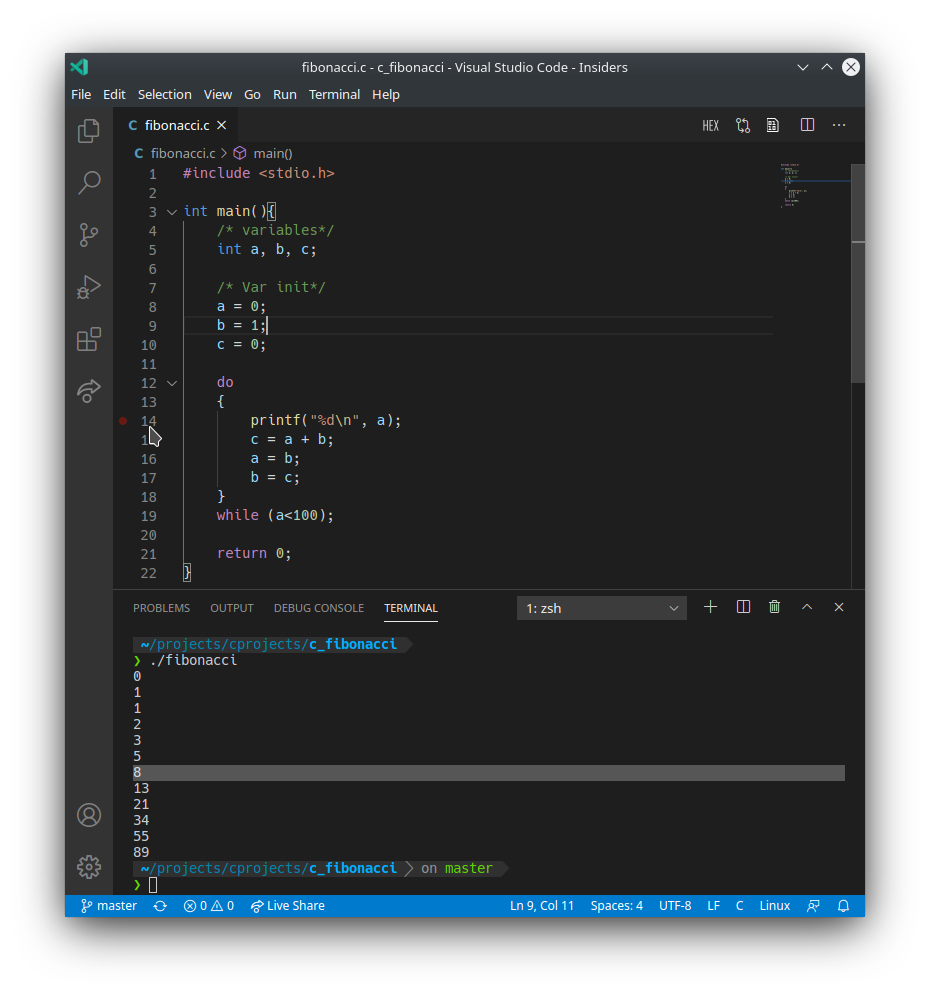 fibonacci.c - c_fibonacci - Visual Studio Code - Insiders
File Edit Selection View Go Run Terminal Help
C fibonacci.c HEX
C fibonacci.c > main()
1 #include <stdio.h>
2
3 int main(){
4 /* variables*/
5 int a, b, c;
6
7 /* Var init*/
8 a = 0;
9 b = 1;
10 c = 0;
11
12 do
13 {
14 printf("%d\n", a);
c = a + b;
16 a = b;
17 b = c;
18 }
19 while (a<100);
20
21 return 0;
22 }
PROBLEMS OUTPUT DEBUG CONSOLE TERMINAL 1: zsh
~/projects/cprojects/c_fibonacci
❯ ./fibonacci
0
1
1
2
3
5
8
13
21
34
55
89
~/projects/cprojects/c_fibonacci on master
❯
master 0 0 Live Share Ln 9, Col 11 Spaces: 4 UTF-8 LF C Linux